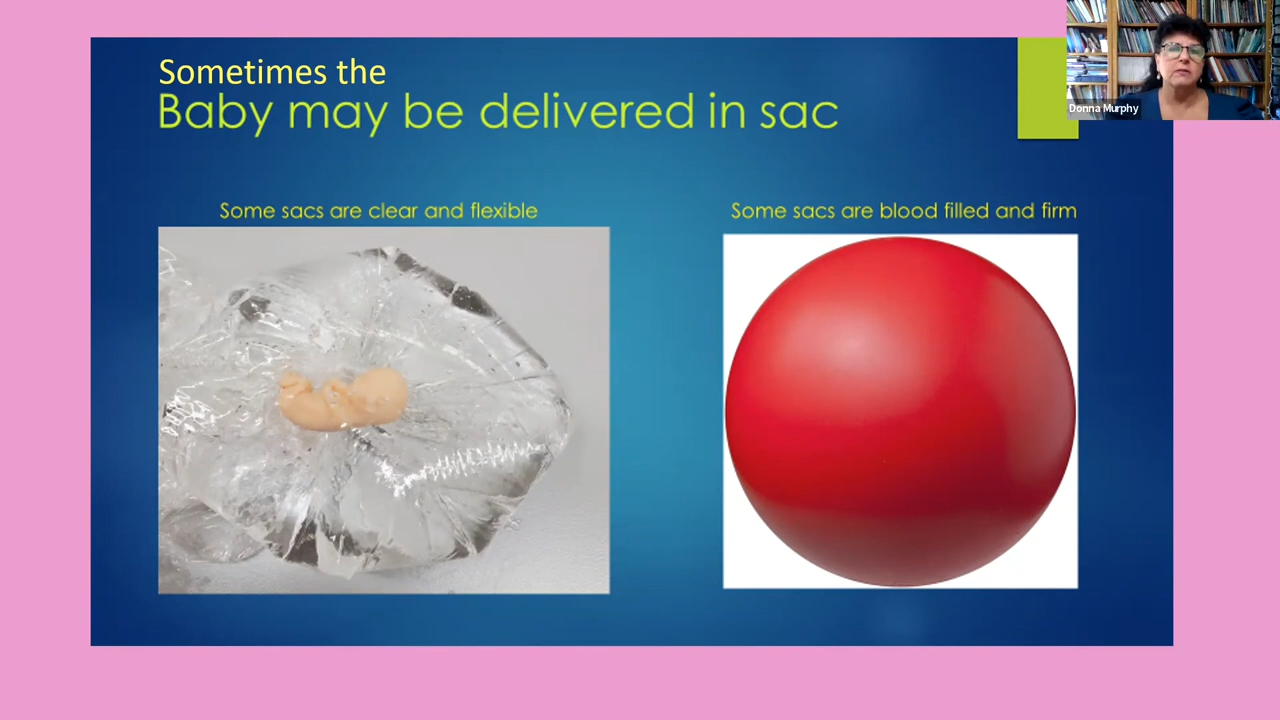 Sometimes the
Baby may be delivered in sac
Donna Murphy
Some sacs are clear and flexible
Some sacs are blood filled and firm